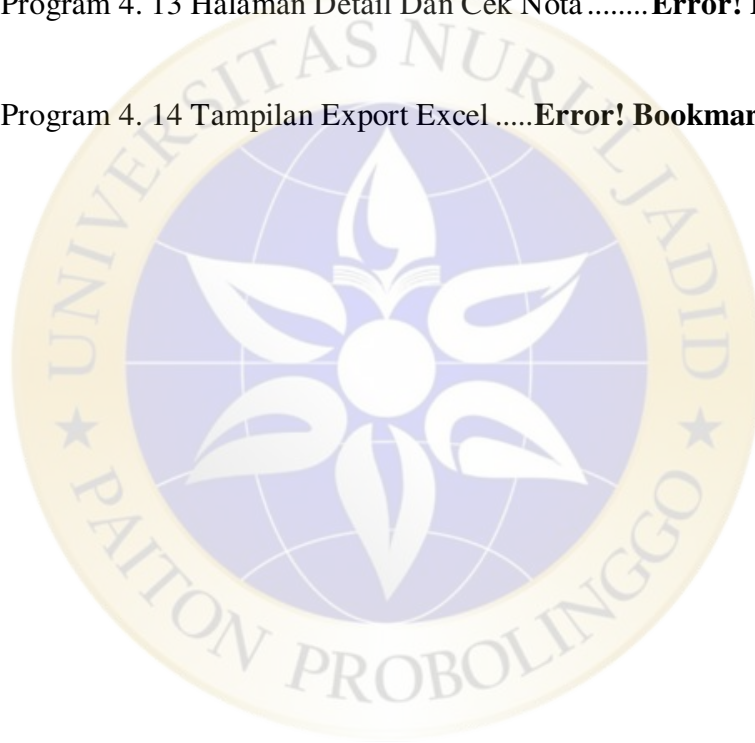 Program 4. 13 Halaman Detail Dan Cek Nota........Error!
Program 4. 14 Tampilan Export Excel .....Error! Bookmar
UNIVERSITAS NURUL JADID
PAITON PROBOLINGGO